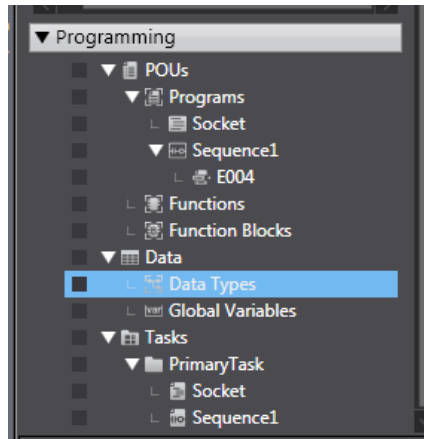 Programming
POUs
Programs
Socket
Sequence1
E004
Functions
Function Blocks
Data
Data Types
Global Variables
Tasks
PrimaryTask
Socket
Sequence1